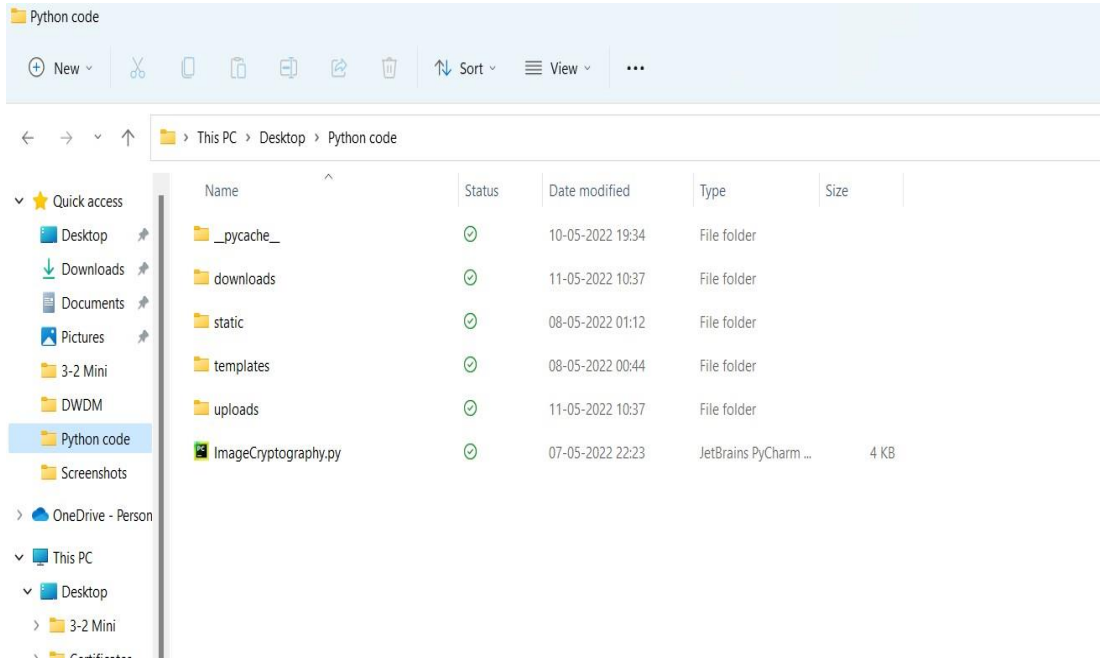 Python code
New Sort View ...
This PC > Desktop > Python code
Name Status Date modified Type Size
Quick access
Desktop
Downloads
Documents
Pictures
3-2 Mini
DWDM
Python code
Screenshots
OneDrive - Person
This PC
Desktop
3-2 Mini
__pycache__ 10-05-2022 19:34 File folder
downloads 11-05-2022 10:37 File folder
static 08-05-2022 01:12 File folder
templates 08-05-2022 00:44 File folder
uploads 11-05-2022 10:37 File folder
ImageCryptography.py 07-05-2022 22:23 JetBrains PyCharm ... 4 KB